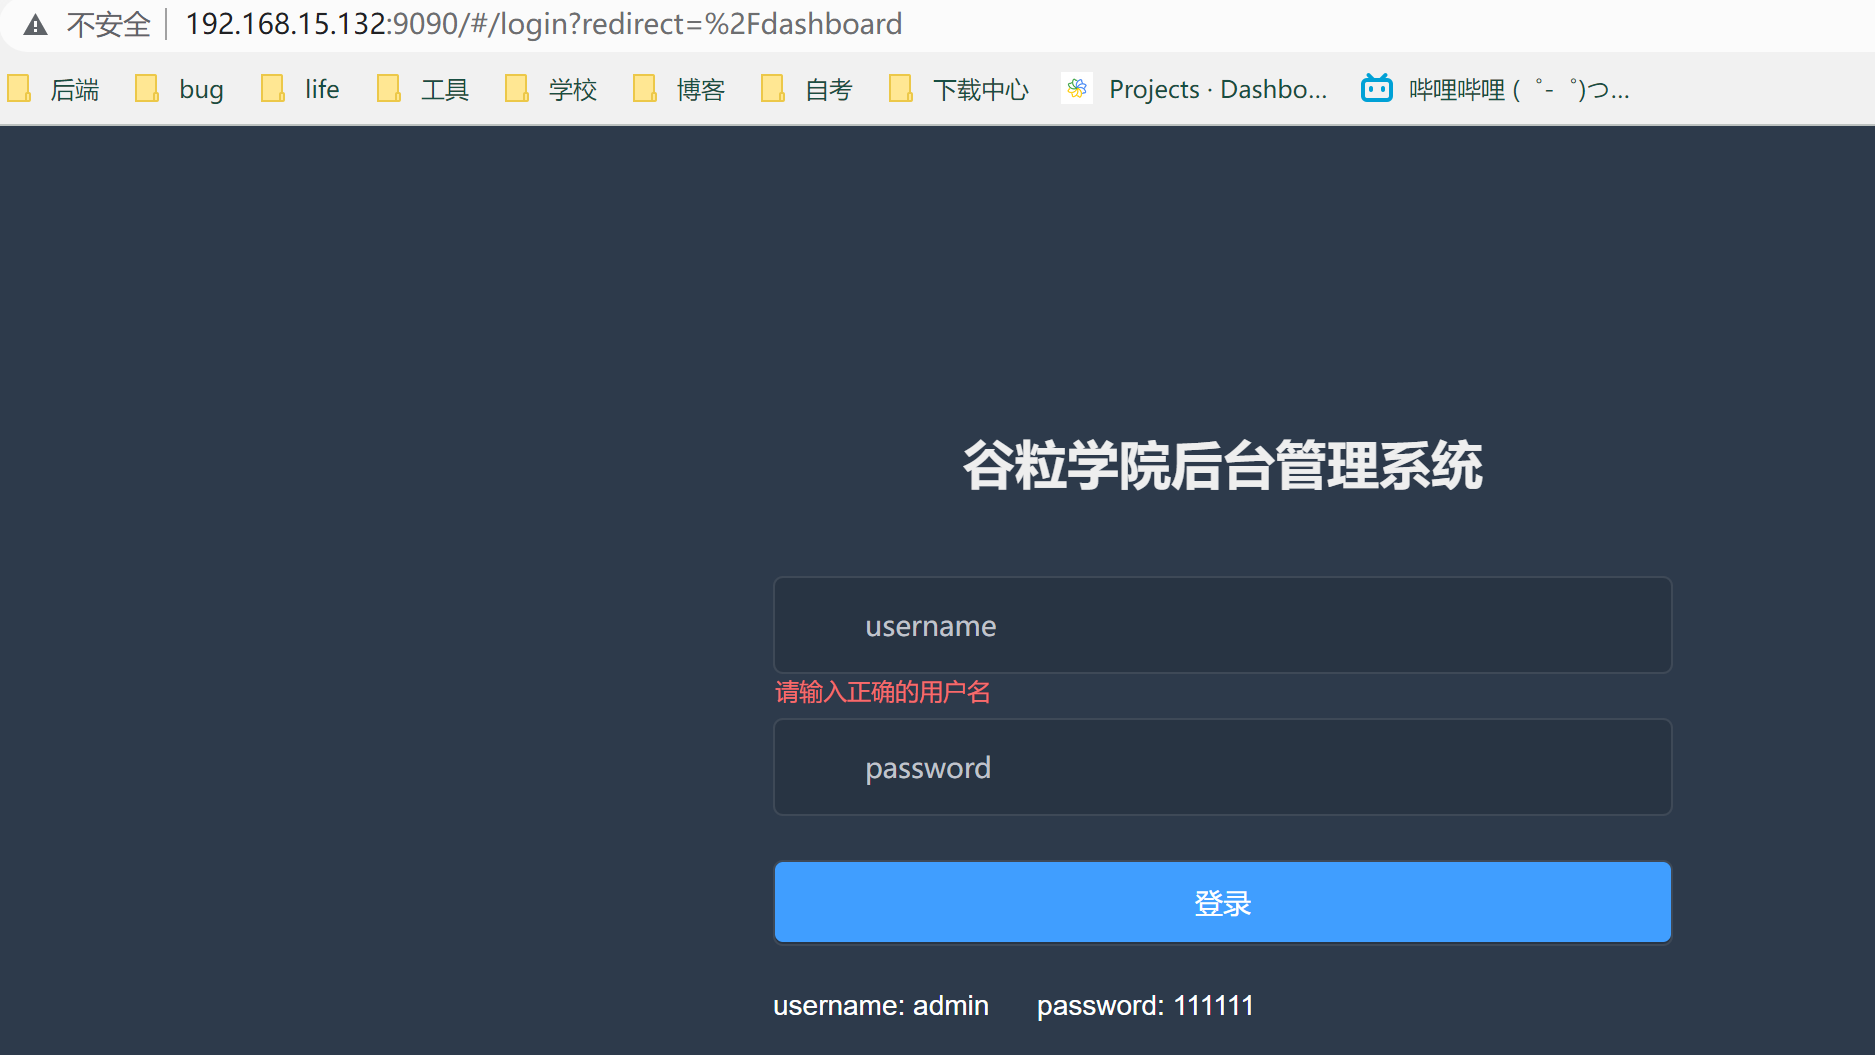 不安全 192.168.15.132:9090/#/login?redirect=%2Fdashboard
后端 bug life 工具 学校 博客 自考 下载中心 Projects · Dashbo... 哔哩哔哩 ( ゜- ゜)つ...
谷粒学院后台管理系统
username
请输入正确的用户名
password
登录
username: admin password: 111111